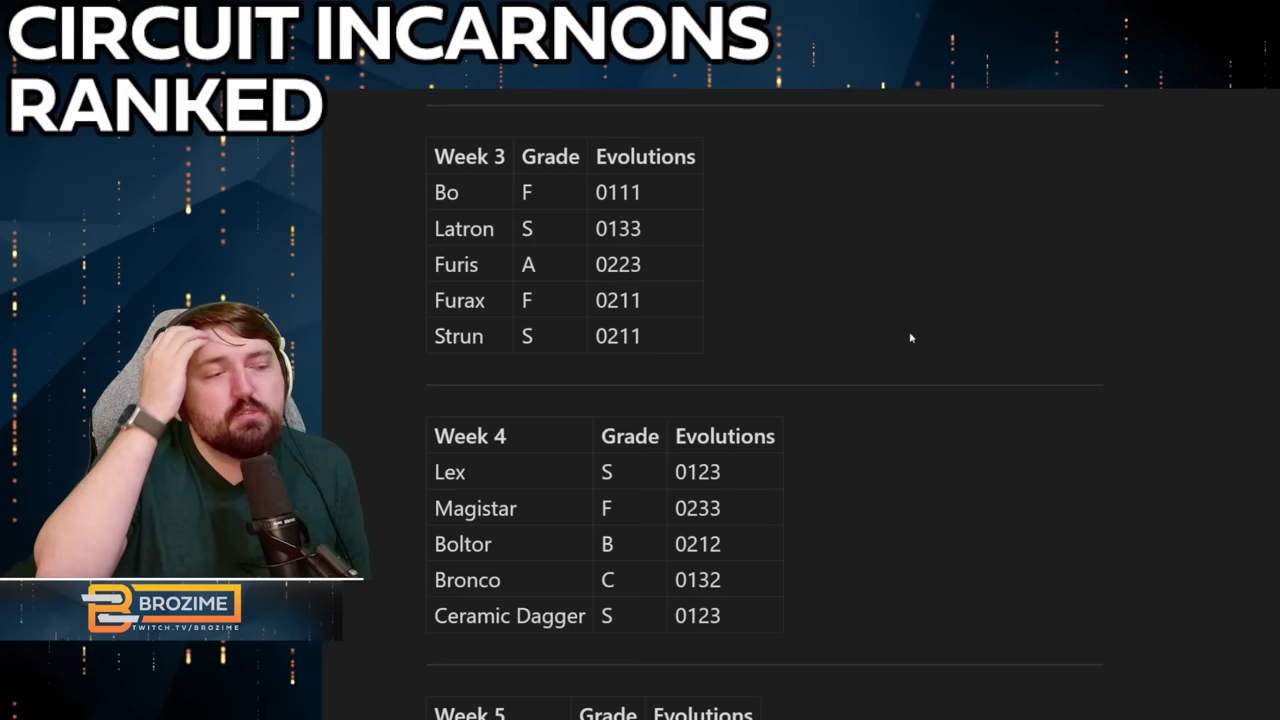 CIRCUIT INCARNONS
RANKED
Week 3 Grade Evolutions
Bo F 0111
Latron S 0133
Furis A 0223
Furax F 0211
Strun S 0211
Week 4 Grade Evolutions
Lex S 0123
Magistar F 0233
Boltor B 0212
Bronco C 0132
Ceramic Dagger S 0123
Week 5 Grade Evolutions
BROZIME
TWITCH.TV/BROZIME